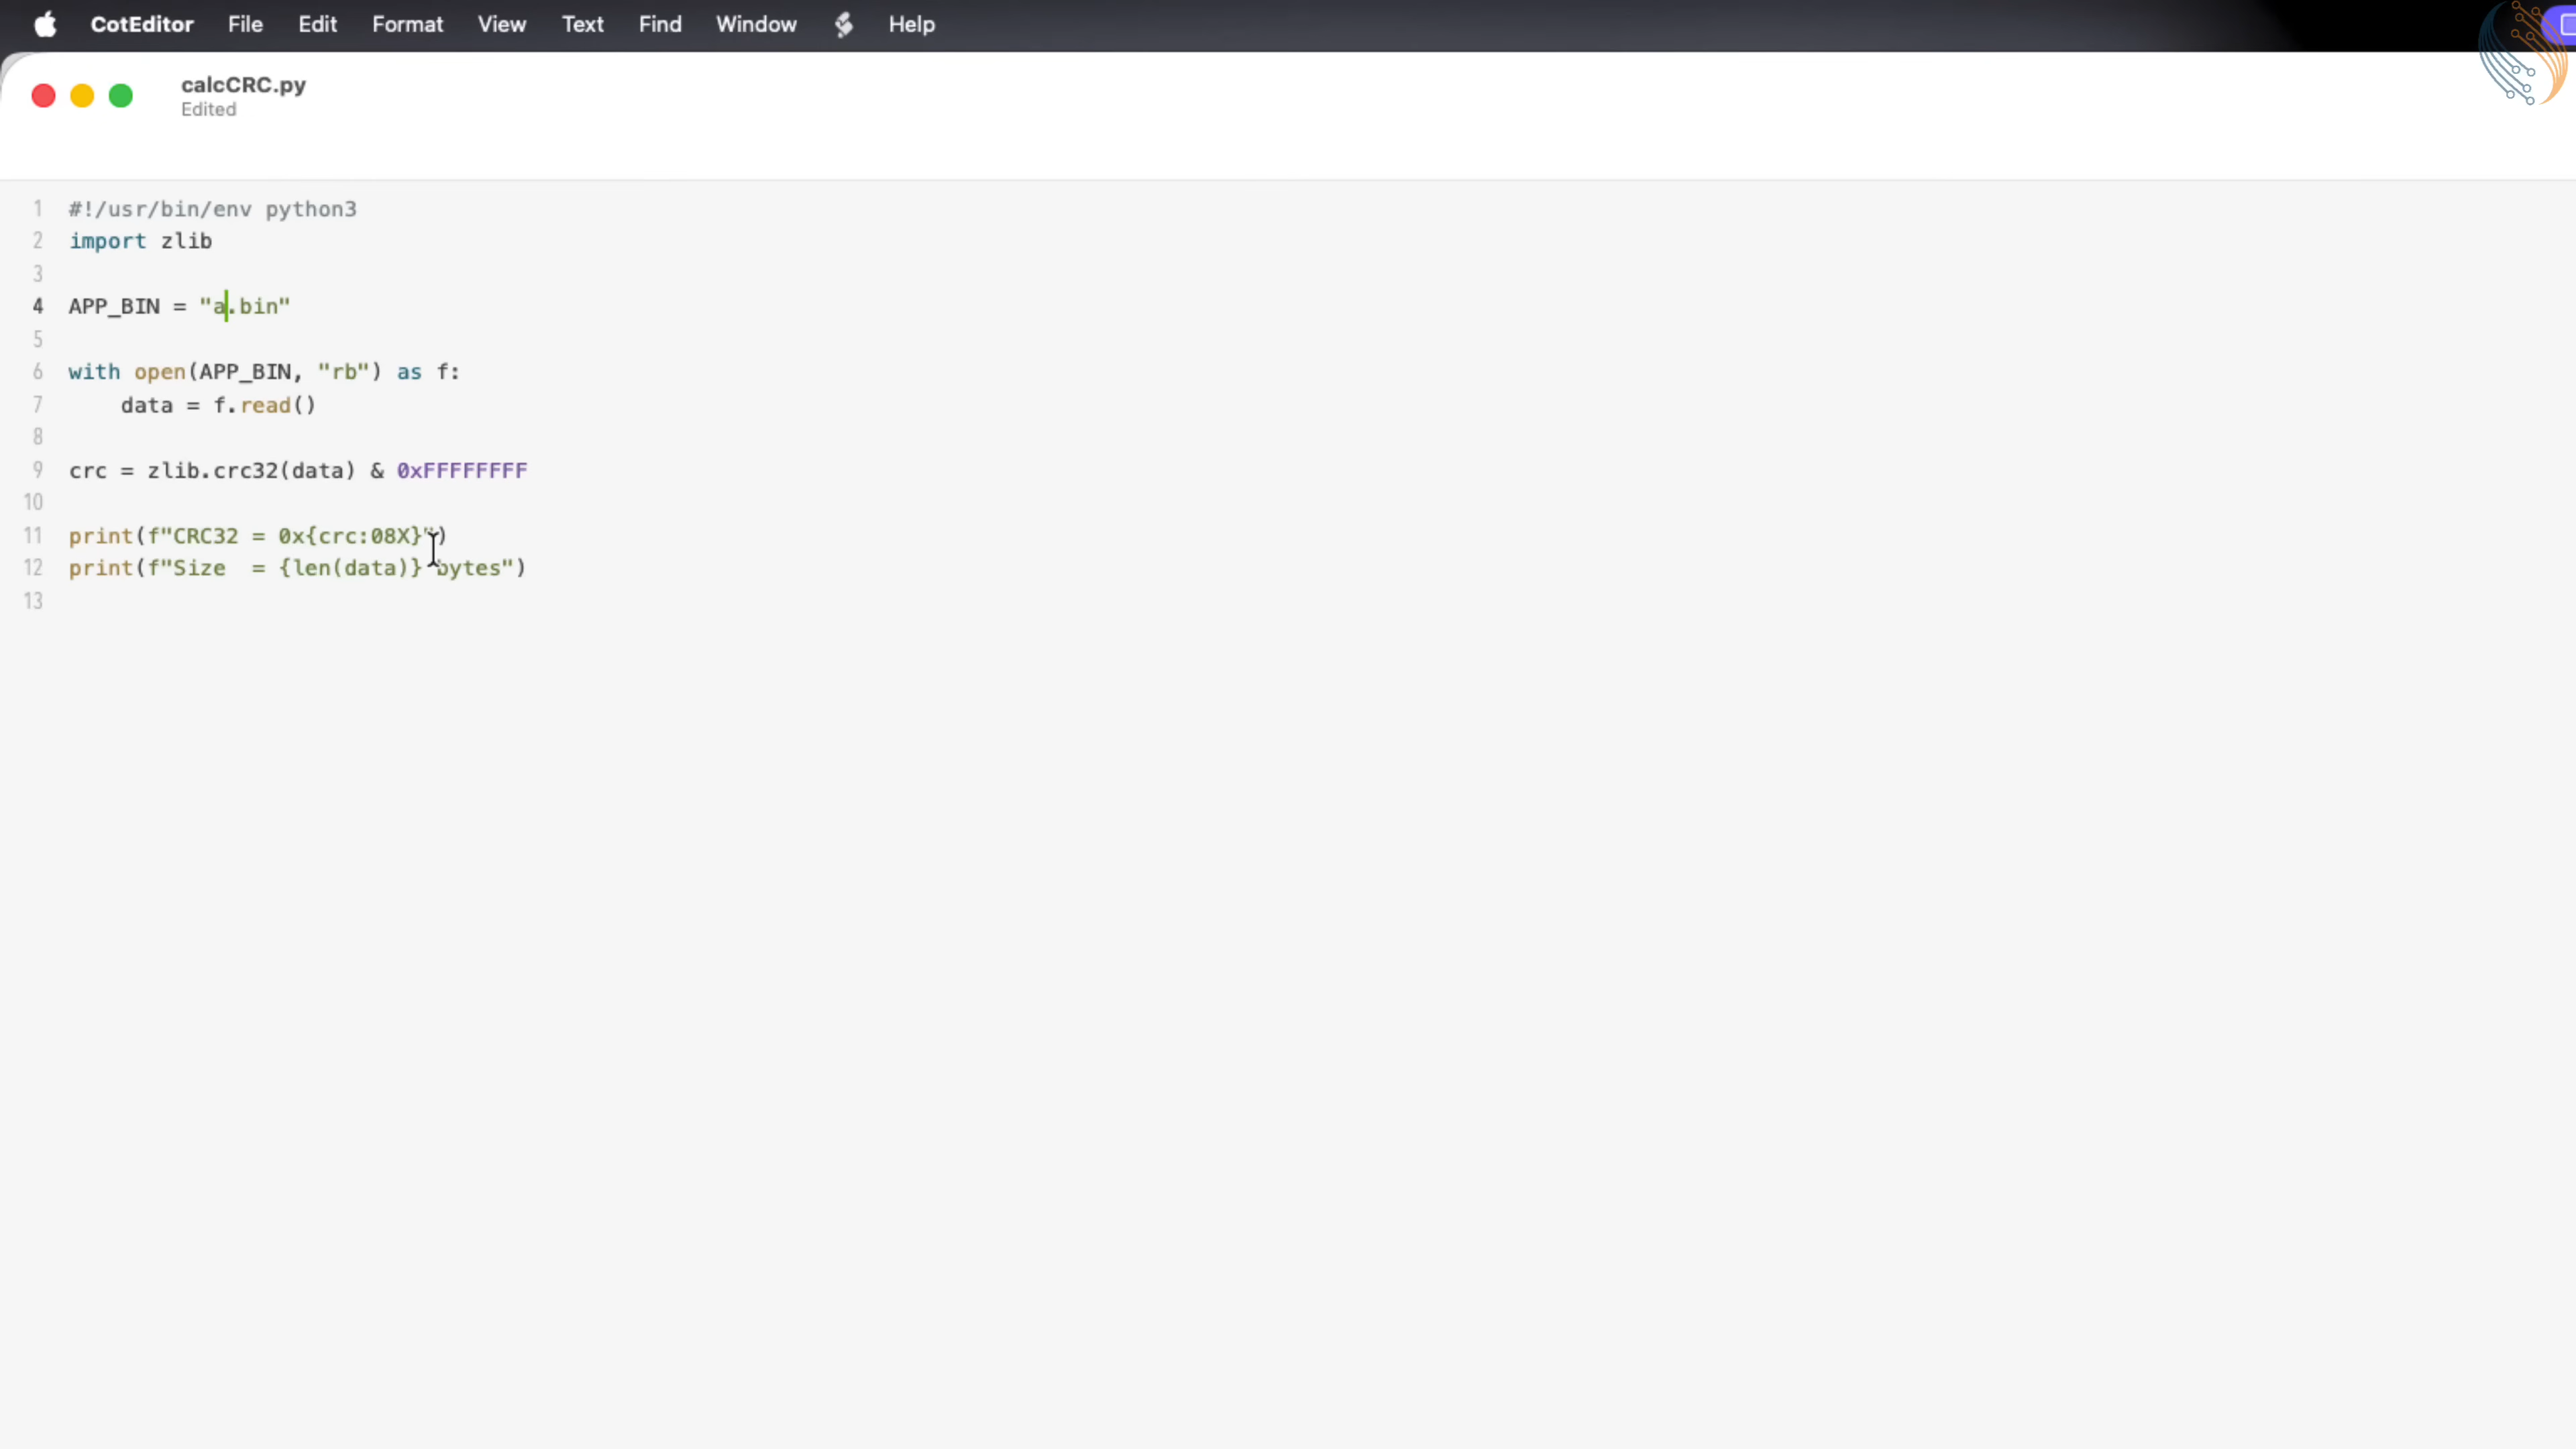 CotEditor File Edit Format View Text Find Window Help
calcCRC.py
Edited
1 #!/usr/bin/env python3
2 import zlib
3
4 APP_BIN = "a.bin"
5
6 with open(APP_BIN, "rb") as f:
7     data = f.read()
8
9 crc = zlib.crc32(data) & 0xFFFFFFFF
10
11 print(f"CRC32 = 0x{crc:08X}")
12 print(f"Size  = {len(data)} bytes")
13